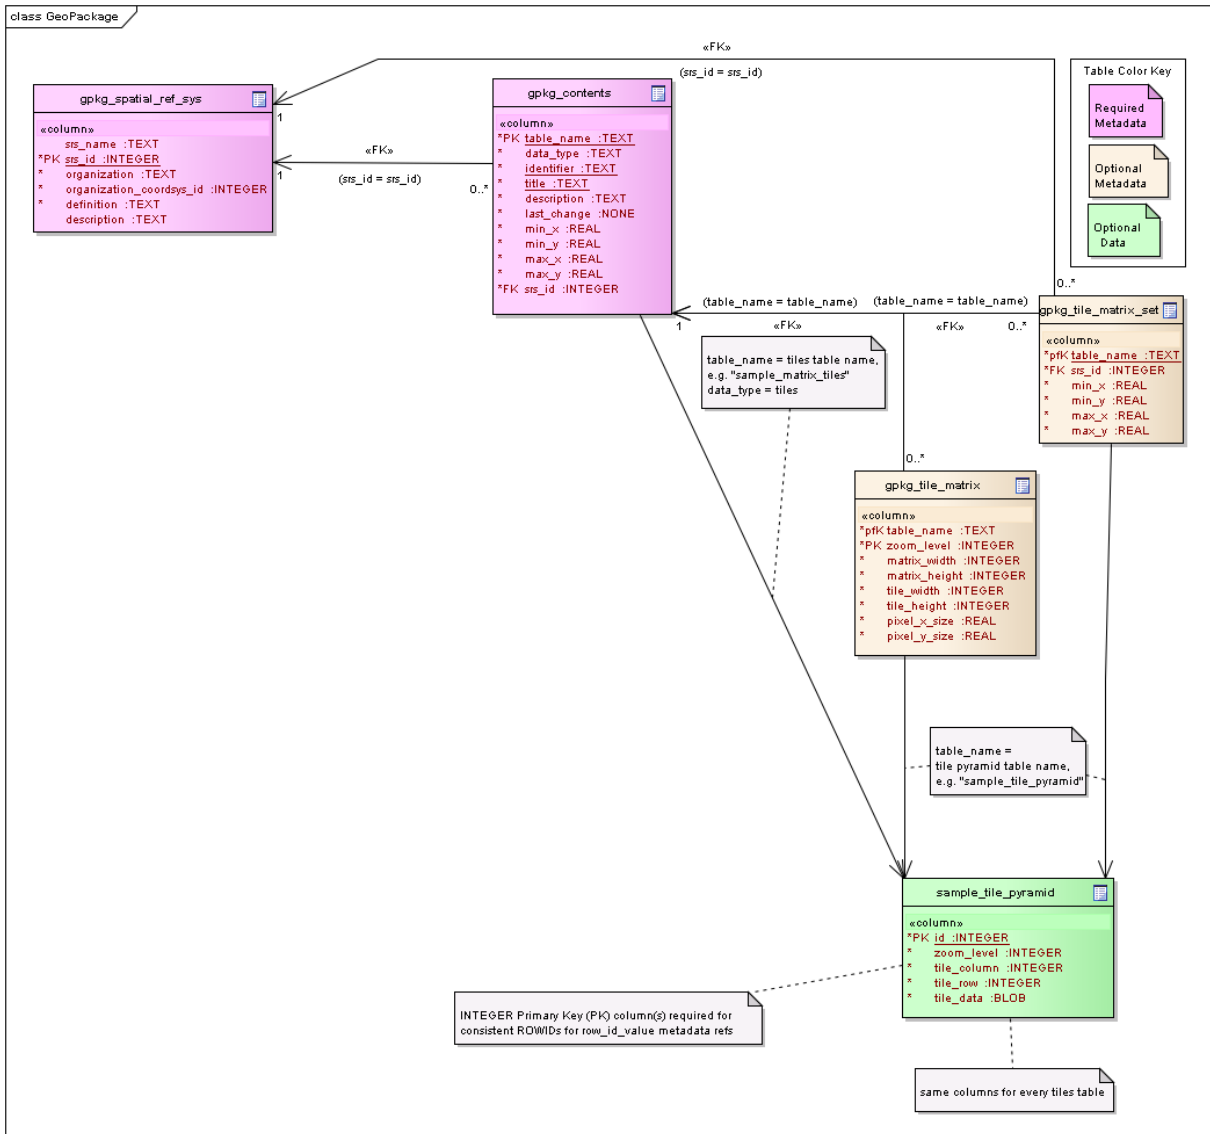 class GeoPackage
«FK»
(srs_id = srs_id)
Table Color Key
Required
Metadata
Optional
Metadata
Optional
Data
gpkg_spatial_ref_sys
«column»
srs_name :TEXT
*PK srs_id :INTEGER
* organization :TEXT
* organization_coordsys_id :INTEGER
* definition :TEXT
description :TEXT
1
1
«FK»
(srs_id = srs_id)
0..*
gpkg_contents
«column»
*PK table_name :TEXT
* data_type :TEXT
* identifier :TEXT
* title :TEXT
* description :TEXT
* last_change :NONE
* min_x :REAL
* min_y :REAL
* max_x :REAL
* max_y :REAL
*FK srs_id :INTEGER
0..*
(table_name = table_name)
(table_name = table_name)
1
«FK»
«FK»
0..*
gpkg_tile_matrix_set
«column»
*pfK table_name :TEXT
*FK srs_id :INTEGER
* min_x :REAL
* min_y :REAL
* max_x :REAL
* max_y :REAL
table_name = tiles table name,
e.g. "sample_matrix_tiles"
data_type = tiles
0..*
gpkg_tile_matrix
«column»
*pfK table_name :TEXT
*PK zoom_level :INTEGER
* matrix_width :INTEGER
* matrix_height :INTEGER
* tile_width :INTEGER
* tile_height :INTEGER
* pixel_x_size :REAL
* pixel_y_size :REAL
table_name =
tile pyramid table name,
e.g. "sample_tile_pyramid"
sample_tile_pyramid
«column»
*PK id :INTEGER
* zoom_level :INTEGER
* tile_column :INTEGER
* tile_row :INTEGER
* tile_data :BLOB
INTEGER Primary Key (PK) column(s) required for
consistent ROWIDs for row_id_value metadata refs
same columns for every tiles table